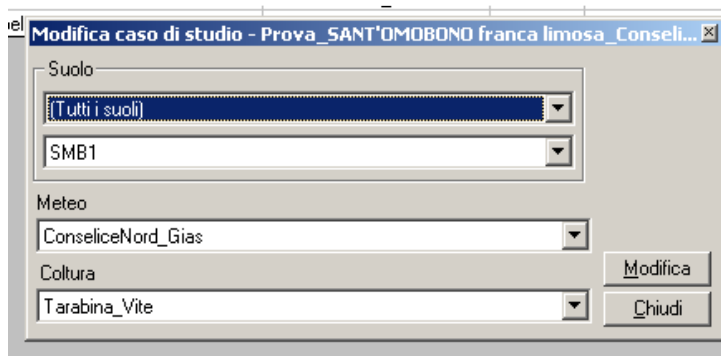 Modifica caso di studio - Prova_SANT'OMOBONO franca limosa_Conseli...
Suolo
(Tutti i suoli)
SMB1
Meteo
ConseliceNord_Gias
Coltura
Modifica
Tarabina_Vite
Chiudi